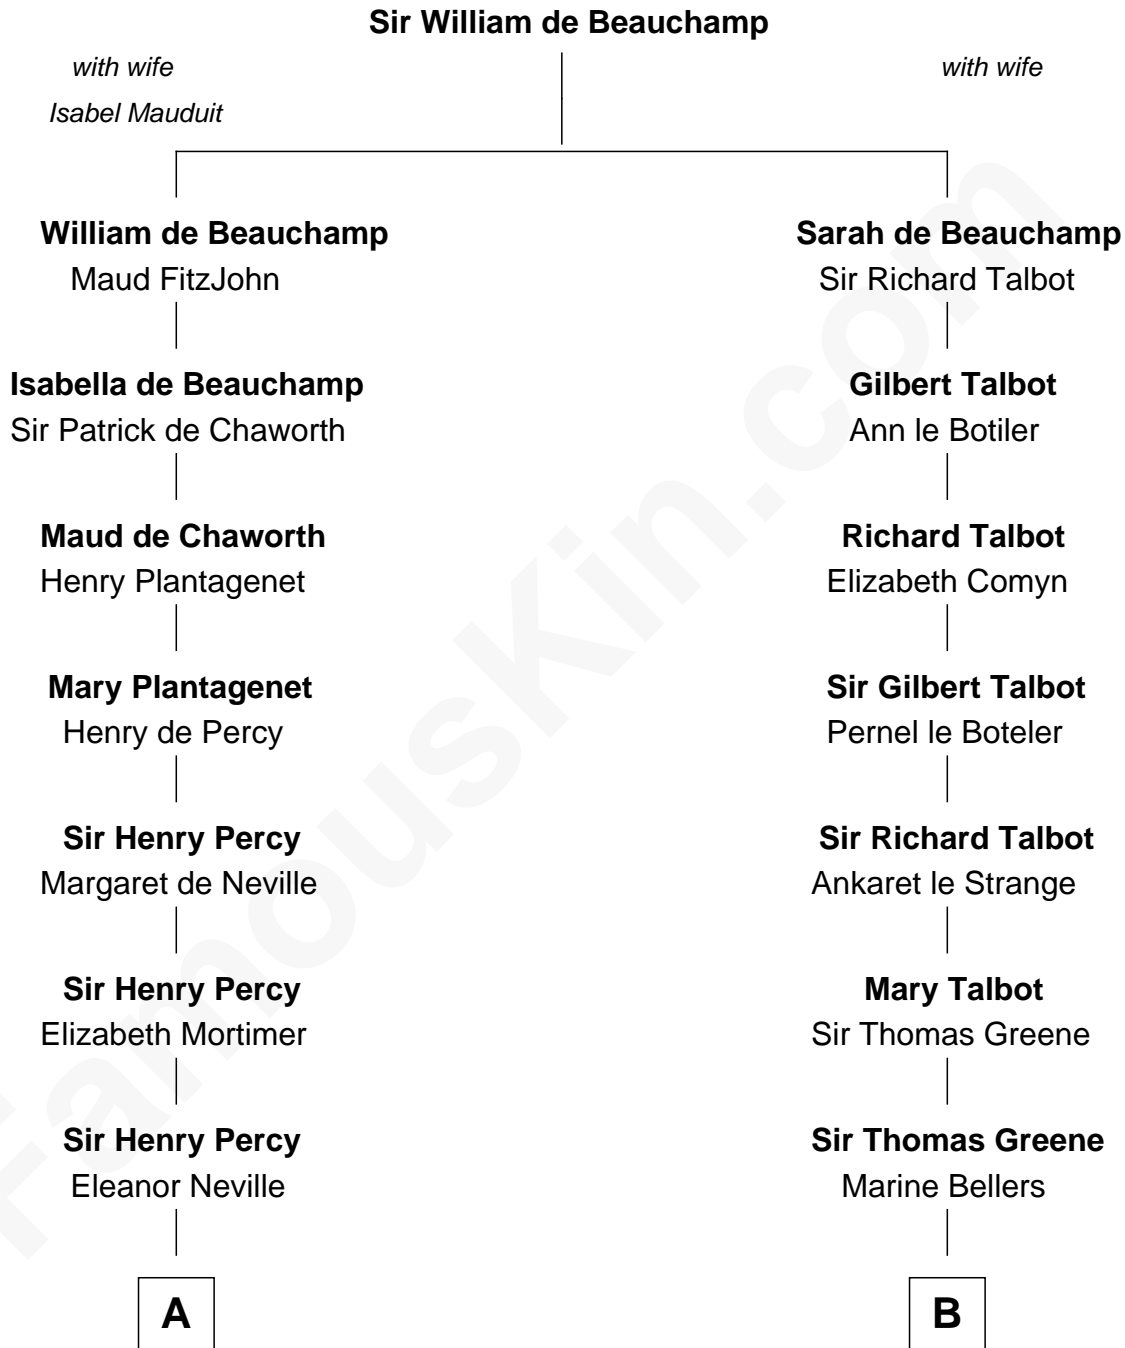 Sir William de Beauchamp
with wife
with wife
Isabel Mauduit
William de Beauchamp
Maud FitzJohn
Sarah de Beauchamp
Sir Richard Talbot
Isabella de Beauchamp
Sir Patrick de Chaworth
Gilbert Talbot
Ann le Botiler
Maud de Chaworth
Henry Plantagenet
Richard Talbot
Elizabeth Comyn
Mary Plantagenet
Henry de Percy
Sir Gilbert Talbot
Pernel le Boteler
Sir Henry Percy
Margaret de Neville
Sir Richard Talbot
Ankaret le Strange
Sir Henry Percy
Elizabeth Mortimer
Mary Talbot
Sir Thomas Greene
Sir Henry Percy
Eleanor Neville
Sir Thomas Greene
Marine Bellers
A
B
FamousKin.com